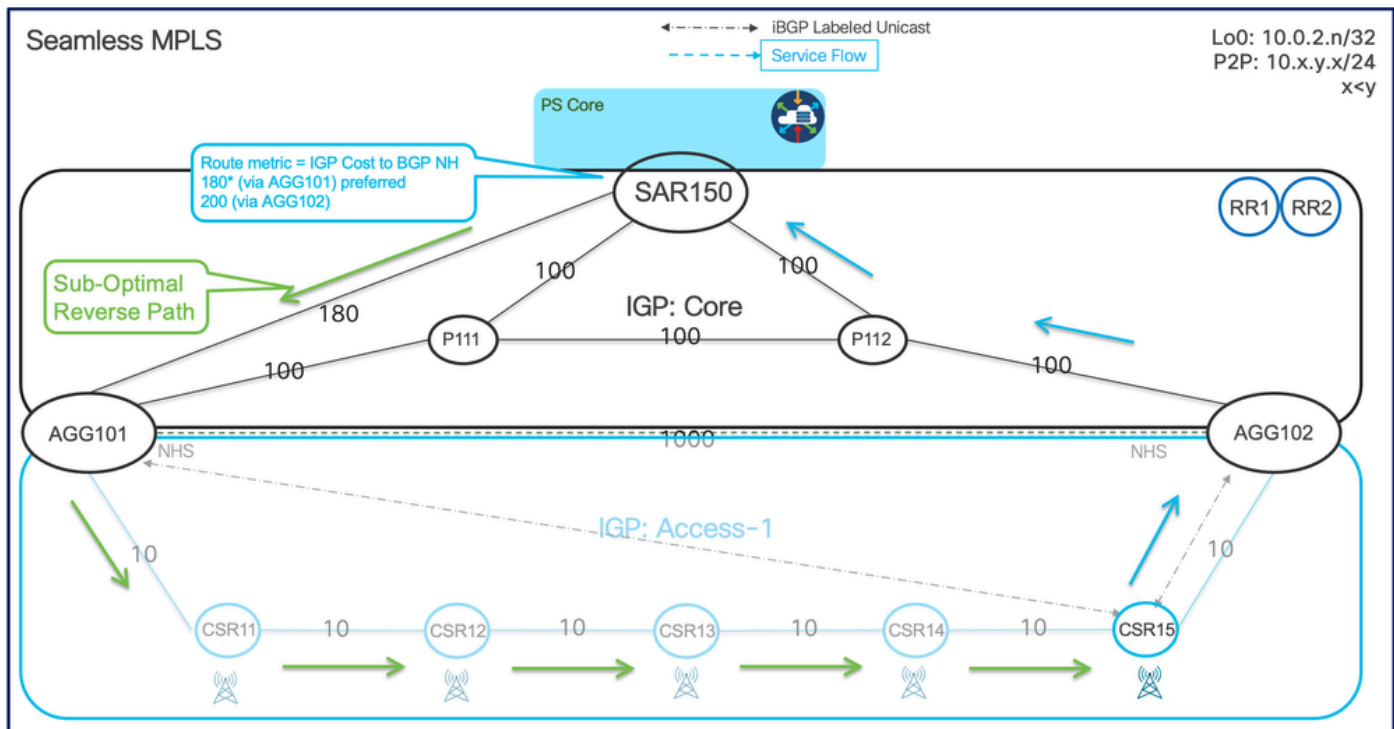 Seamless MPLS
iBGP Labeled Unicast
Service Flow
Lo0: 10.0.2.n/32
P2P: 10.x.y.x/24
x<y
PS Core
Route metric = IGP Cost to BGP NH
180* (via AGG101) preferred
200 (via AGG102)
SAR150
RR1
RR2
Sub-Optimal
Reverse Path
100
100
180
IGP: Core
P111
100
P112
100
100
AGG101
NHS
1000
NHS
AGG102
IGP: Access-1
10
10
CSR11
10
CSR12
10
CSR13
10
CSR14
10
CSR15